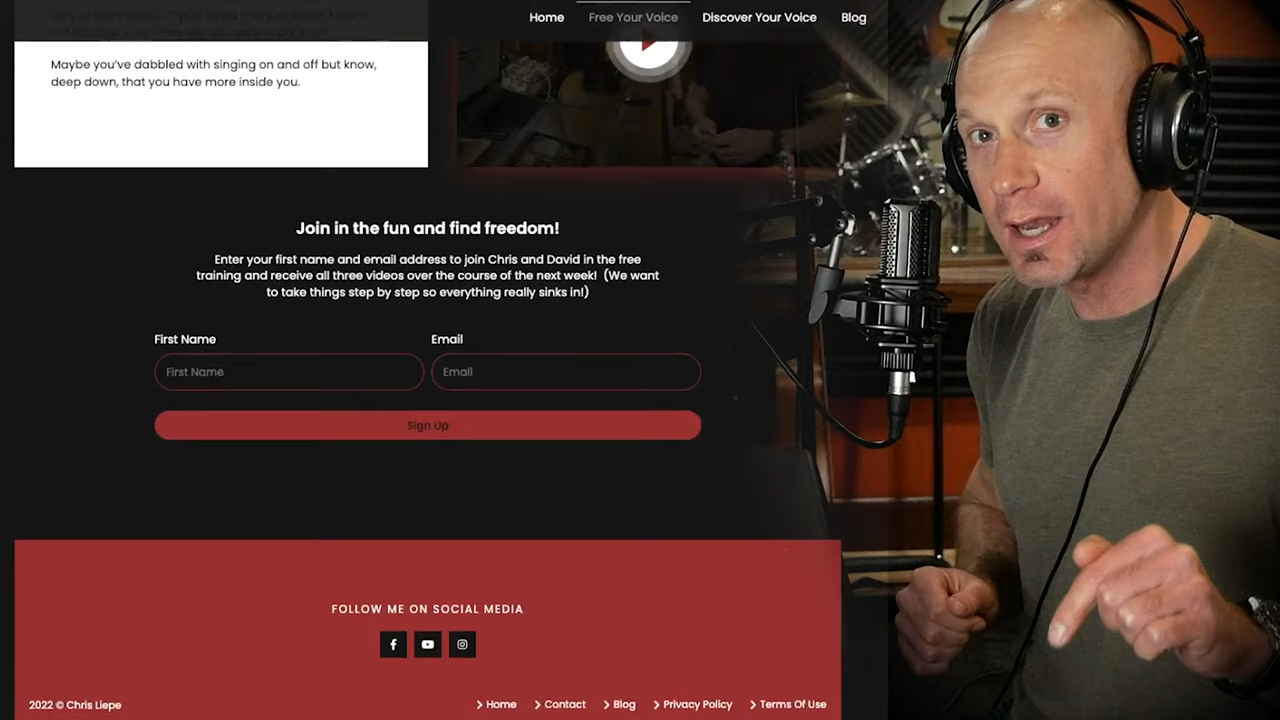 Home Free Your Voice Discover Your Voice Blog
Maybe you've dabbled with singing on and off but know,
deep down, that you have more inside you.
Join in the fun and find freedom!
Enter your first name and email address to join Chris and David in the free
training and receive all three videos over the course of the next week! (We want
to take things step by step so everything really sinks in!)
First Name Email
First Name Email
Sign Up
FOLLOW ME ON SOCIAL MEDIA
2022 © Chris Liepe Home Contact Blog Privacy Policy Terms Of Use